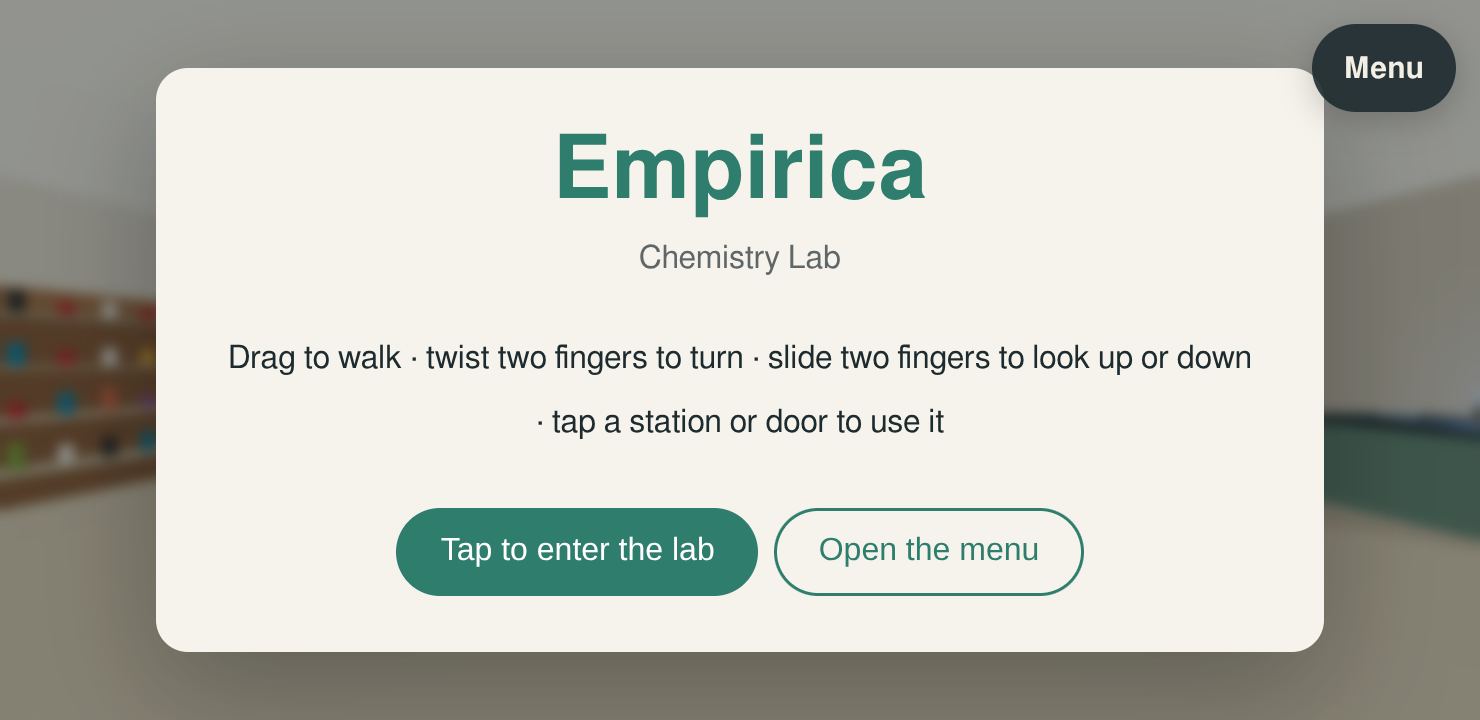 Menu
Empirica
Chemistry Lab
Drag to walk · twist two fingers to turn · slide two fingers to look up or down
· tap a station or door to use it
Tap to enter the lab
Open the menu